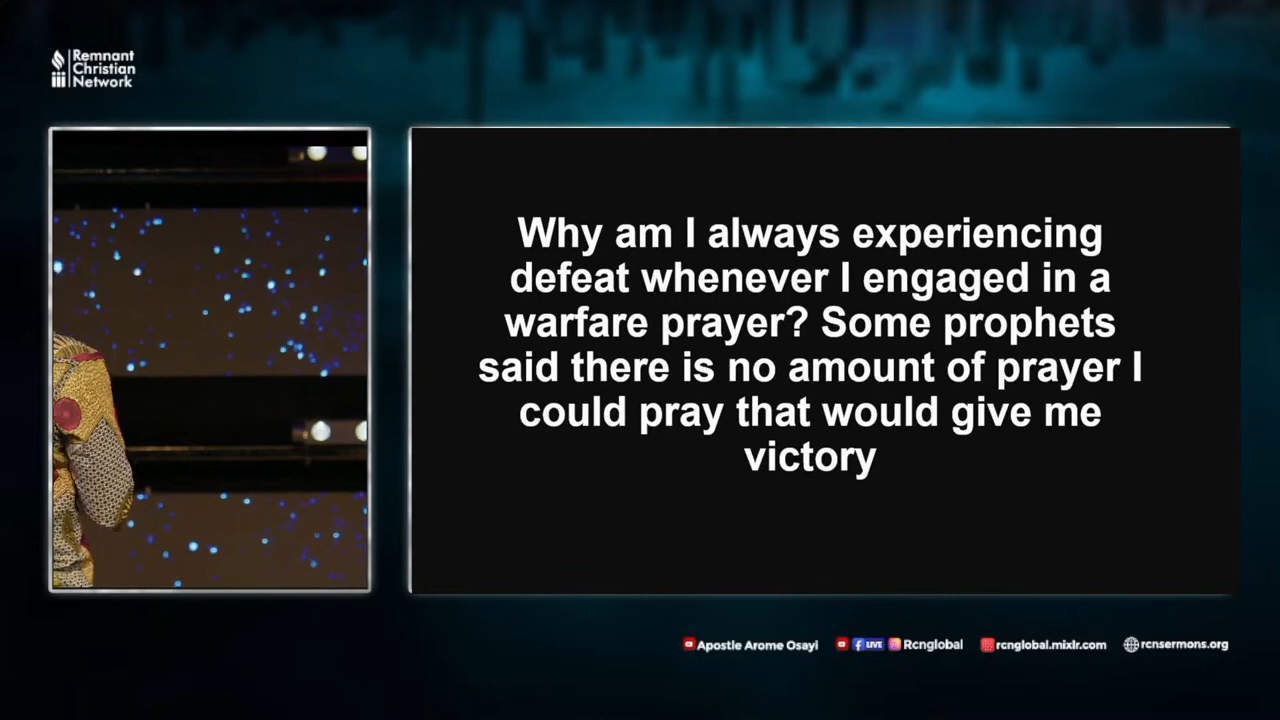 Remnant
Christian
Network
Why am I always experiencing
defeat whenever I engaged in a
warfare prayer? Some prophets
said there is no amount of prayer I
could pray that would give me
victory
Apostle Arome Osayi LIVE Rcnglobal rcnglobal.mixlr.com rcnsermons.org